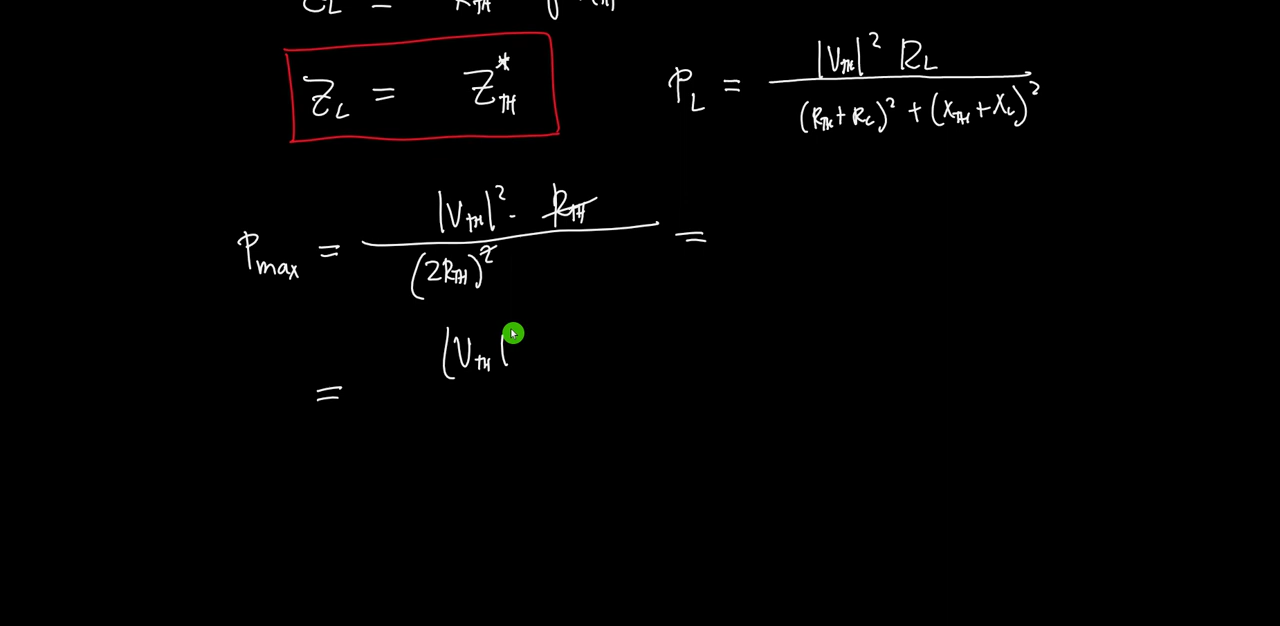 Z_L = Z_TH^*
P_L = |V_TH|^2 R_L / (R_TH + R_L)^2 + (X_TH + X_L)^2
P_max = |V_TH|^2 · R_TH / (2R_TH)^2 =
= |V_TH|